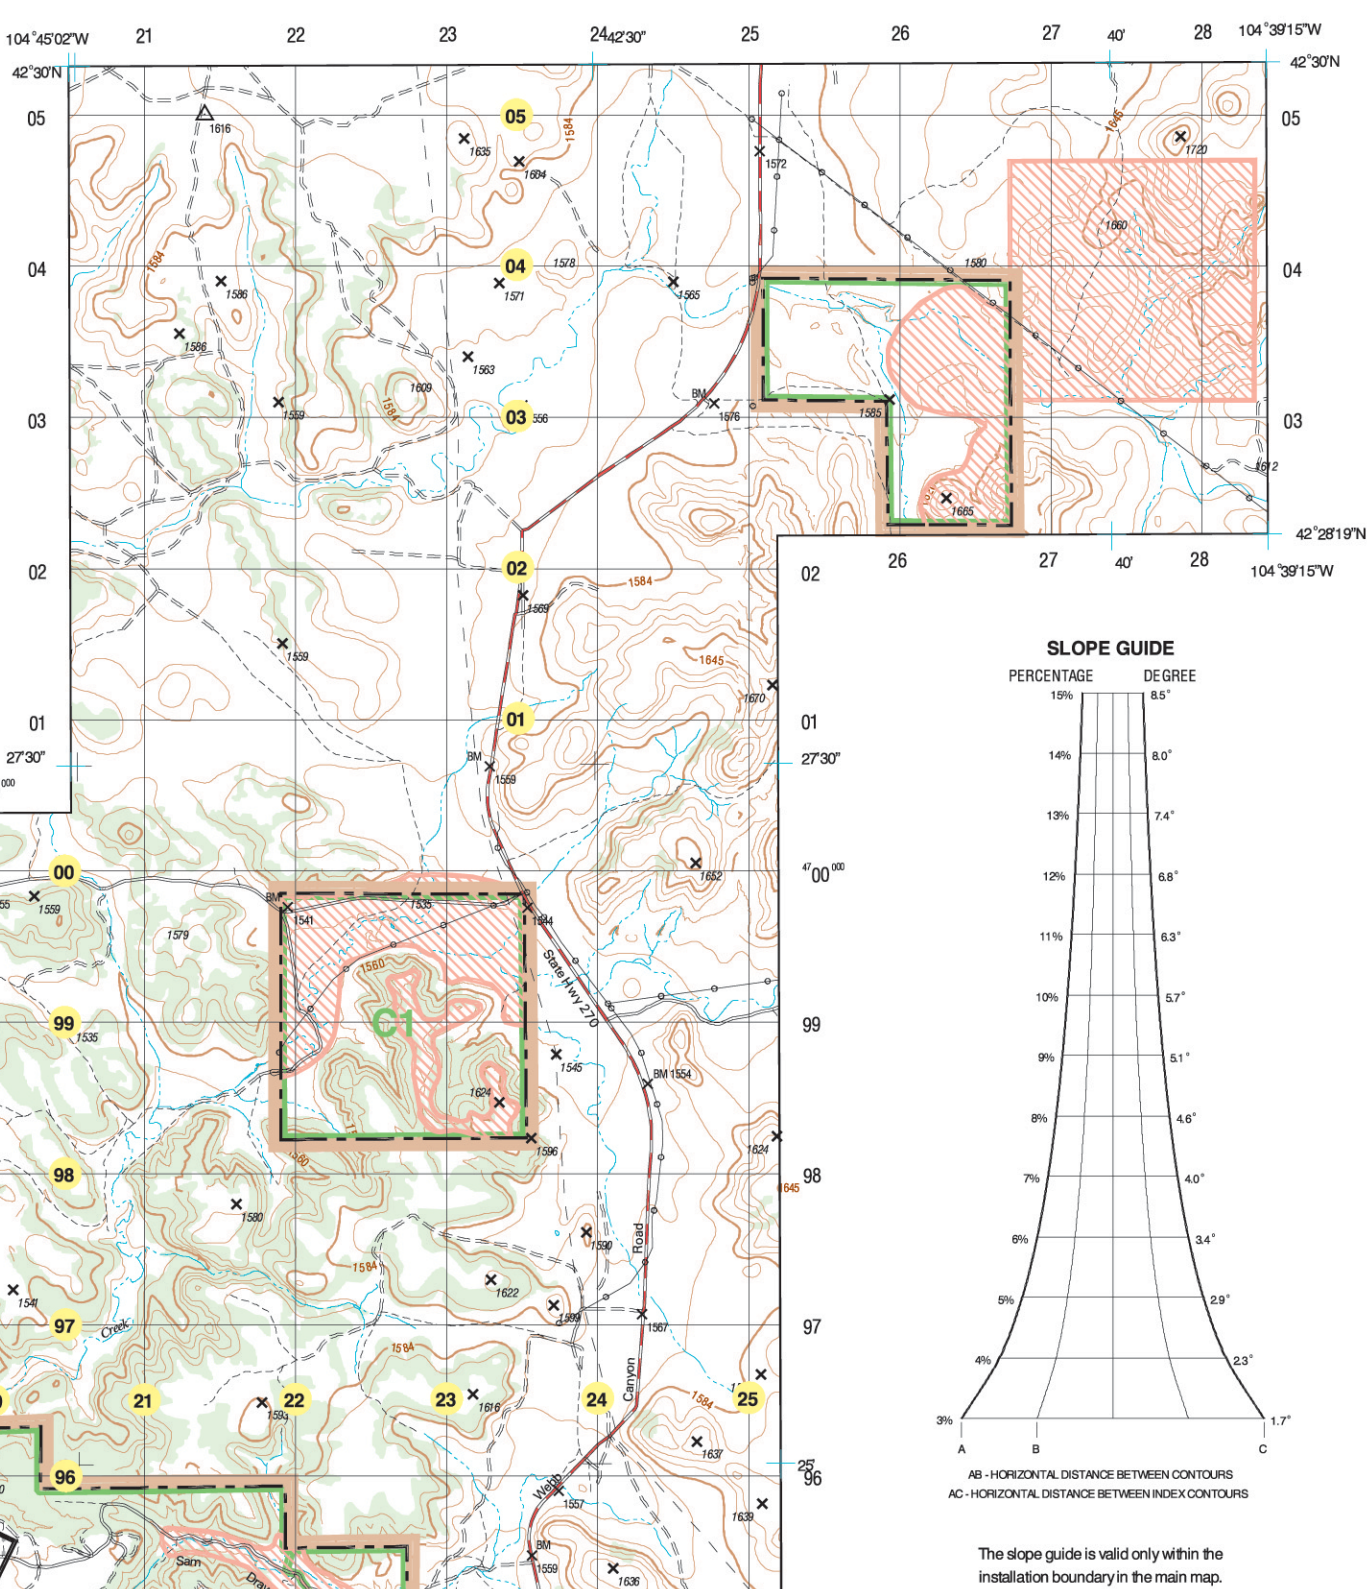 104°45'02"W 21 22 23 24 42'30" 25 26 27 40' 28 104°39'15"W
42°30'N 42°30'N
05 05 05
1616 1635 1604 1584 1572 1645 1720
1660
04 04 04
1584 1586 1571 1578 1565 1580
1586 1563
1609 1584 BM
1559 03 556 1576 1585 03
1612
1665
42°28'19"N
02 02 26 27 40' 28 104°39'15"W
1584
1569
1559 1645
1670
01 01
27'30" BM 27'30"
000 1559
SLOPE GUIDE
PERCENTAGE DEGREE
15% 8.5°
14% 8.0°
13% 7.4°
12% 6.8°
11% 6.3°
10% 5.7°
9% 5.1°
8% 4.6°
7% 4.0°
6% 3.4°
5% 2.9°
4% 2.3°
3% 1.7°
A B C
AB - HORIZONTAL DISTANCE BETWEEN CONTOURS
AC - HORIZONTAL DISTANCE BETWEEN INDEX CONTOURS
The slope guide is valid only within the
installation boundary in the main map.
00 1652 47 00 000
55 1559 BM 1541 1535 1544
1579
1560
State Hwy 270
99 C1 99
1535
1545 BM 1554
1624
1596 1624
1560
98 98
1645
1580 1590 Road
1584 1622
1541 1599
Creek 97 1567 97
1584
Canyon
21 22 23 24 25
1593 1616 1584
1637
96 25' 96
Webb 1557
1639
BM
1559
Sam
Draw
1636